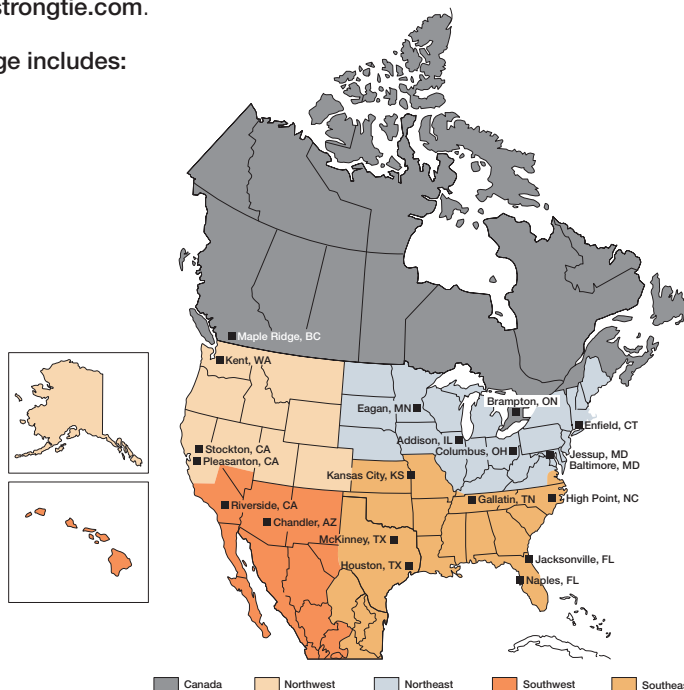 strongtie.com.
ge includes:
Maple Ridge, BC
Kent, WA
Eagan, MN
Brampton, ON
Enfield, CT
Addison, IL
Columbus, OH
Stockton, CA
Pleasanton, CA
Jessup, MD
Baltimore, MD
Kansas City, KS
Gallatin, TN
High Point, NC
Riverside, CA
Chandler, AZ
McKinney, TX
Houston, TX
Jacksonville, FL
Naples, FL
Canada
Northwest
Northeast
Southwest
Southeas